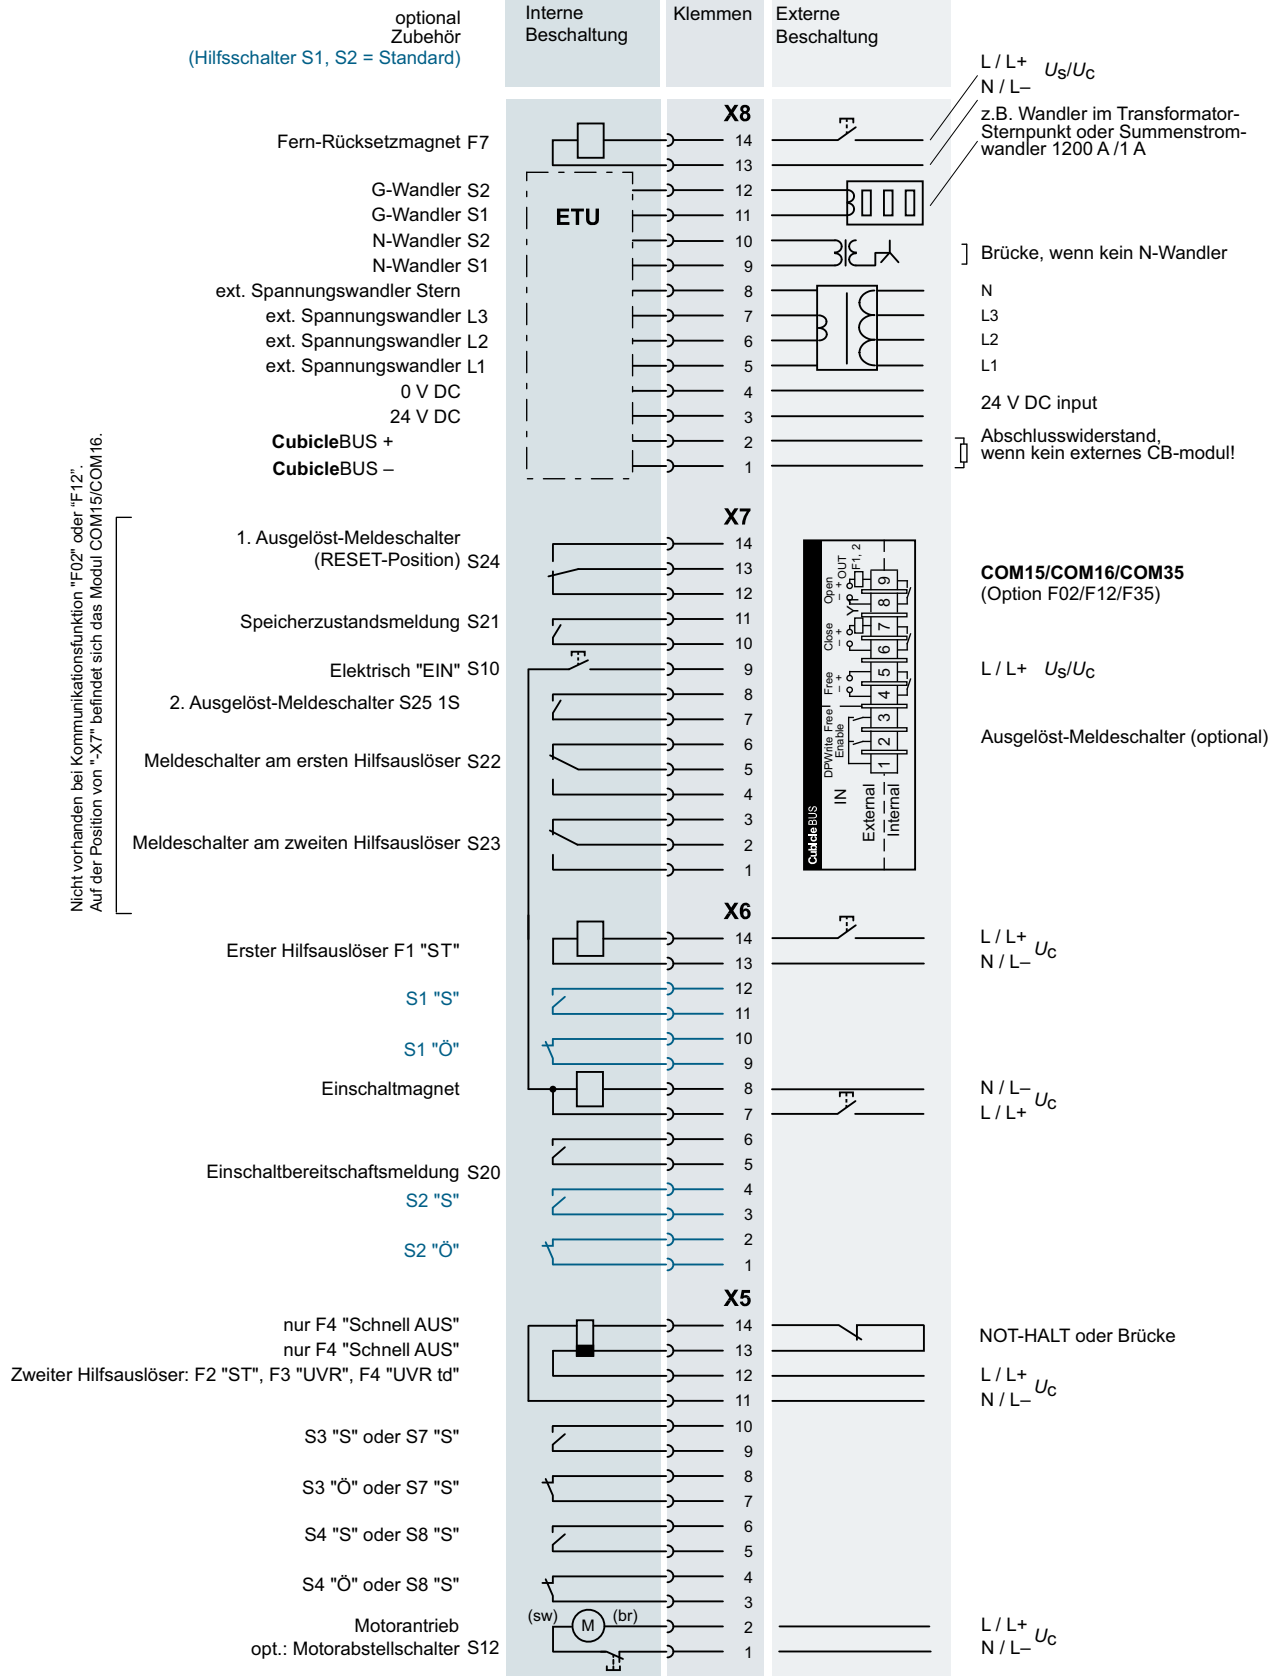 optional
Zubehör
(Hilfsschalter S1, S2 = Standard)
Interne
Beschaltung
Klemmen
Externe
Beschaltung
L / L+
N / L–
Us/Uc
z.B. Wandler im Transformator-
Sternpunkt oder Summenstrom-
wandler 1200 A /1 A
X8
Fern-Rücksetzmagnet F7
14
13
G-Wandler S2
12
G-Wandler S1
11
N-Wandler S2
10
N-Wandler S1
9
ETU
Brücke, wenn kein N-Wandler
ext. Spannungswandler Stern
8
N
ext. Spannungswandler L3
7
L3
ext. Spannungswandler L2
6
L2
ext. Spannungswandler L1
5
L1
0 V DC
4
24 V DC
3
24 V DC input
CubicleBUS +
2
CubicleBUS –
1
Abschlusswiderstand,
wenn kein externes CB-modul!
Nicht vorhanden bei Kommunikationsfunktion "F02" oder "F12".
Auf der Position von "-X7" befindet sich das Modul COM15/COM16.
X7
1. Ausgelöst-Meldeschalter
(RESET-Position) S24
14
13
12
Speicherzustandsmeldung S21
11
10
Elektrisch "EIN" S10
9
L / L+ Us/Uc
2. Ausgelöst-Meldeschalter S25 1S
8
7
Meldeschalter am ersten Hilfsauslöser S22
6
5
4
Meldeschalter am zweiten Hilfsauslöser S23
3
2
1
COM15/COM16/COM35
(Option F02/F12/F35)
Ausgelöst-Meldeschalter (optional)
CubicleBUS
IN
DPWrite Free
Enable
Free
– +
Close
– +
Open
– +
OUT
F1, 2
Y1
External
Internal
1 2 3 4 5 6 7 8 9
X6
Erster Hilfsauslöser F1 "ST"
14
13
L / L+
N / L–
Uc
S1 "S"
12
11
S1 "Ö"
10
9
Einschaltmagnet
8
7
N / L–
L / L+
Uc
Einschaltbereitschaftsmeldung S20
6
5
S2 "S"
4
3
S2 "Ö"
2
1
X5
nur F4 "Schnell AUS"
14
nur F4 "Schnell AUS"
13
NOT-HALT oder Brücke
Zweiter Hilfsauslöser: F2 "ST", F3 "UVR", F4 "UVR td"
12
11
L / L+
N / L–
Uc
S3 "S" oder S7 "S"
10
9
S3 "Ö" oder S7 "S"
8
7
S4 "S" oder S8 "S"
6
5
S4 "Ö" oder S8 "S"
4
3
Motorantrieb
opt.: Motorabstellschalter S12
(sw)
M
(br)
2
1
L / L+
N / L–
Uc